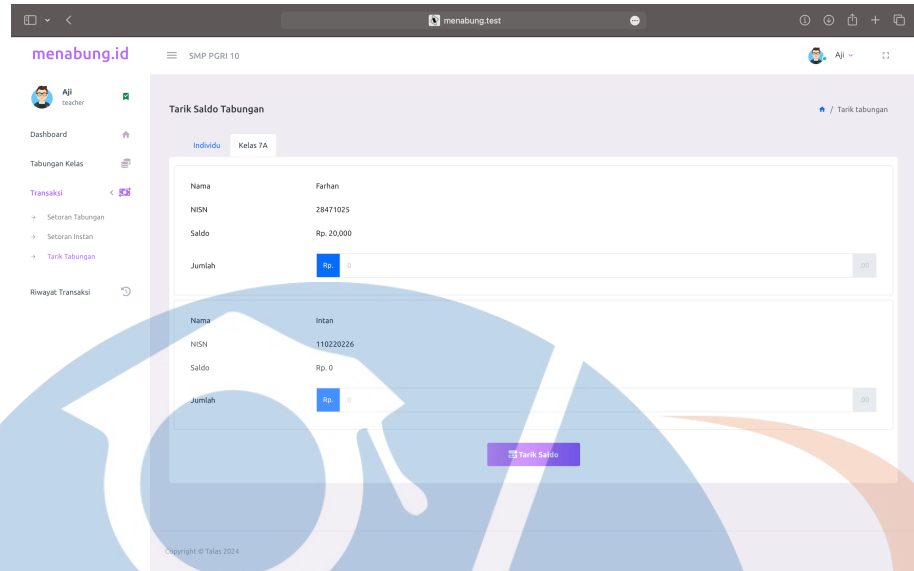 menabung.test
menabung.id
SMP PGRI 10
Aji
Aji
teacher
Tarik Saldo Tabungan
/ Tarik tabungan
Dashboard
Individu
Kelas 7A
Tabungan Kelas
Transaksi
Setoran Tabungan
Setoran Instan
Tarik Tabungan
Riwayat Transaksi
Nama Farhan
NISN 28471025
Saldo Rp. 20,000
Jumlah Rp. 0 .00
Nama Intan
NISN 110220226
Saldo Rp. 0
Jumlah Rp. 0 .00
Tarik Saldo
Copyright © Talas 2024